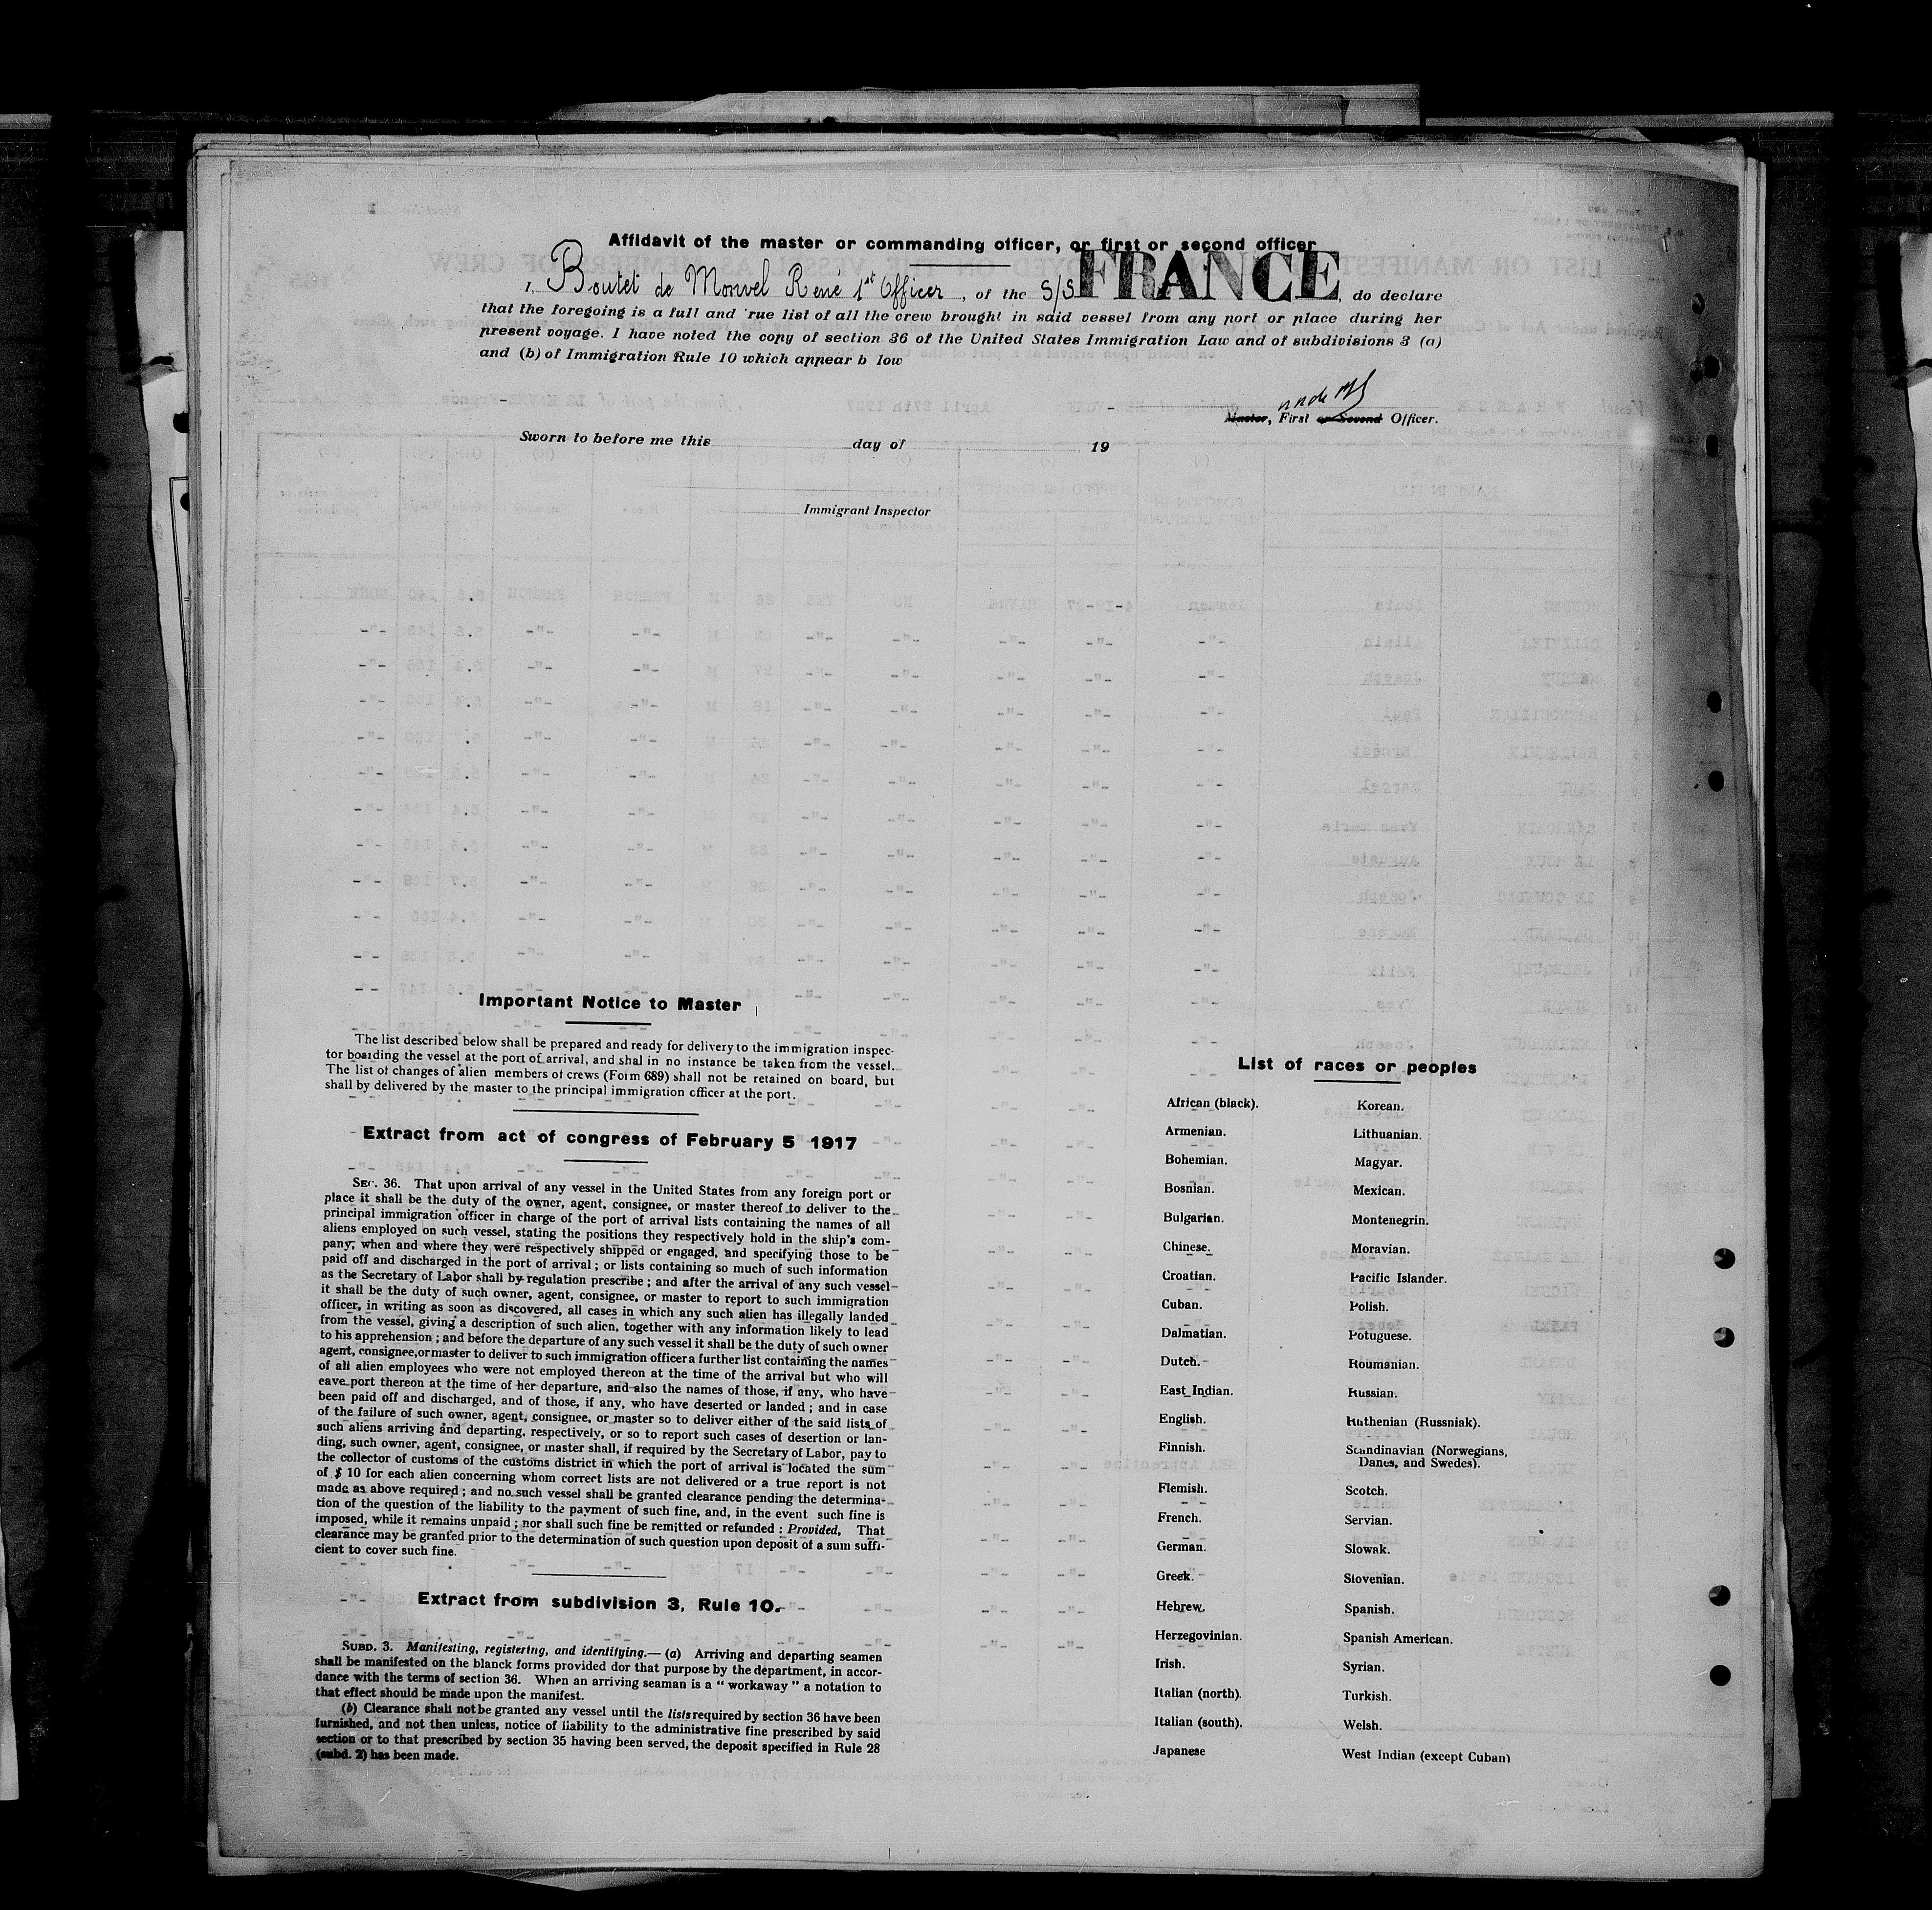 Affidavit of the master or commanding officer, or first or second officer
I, Boutet de Monvel René 1st Officer, of the S/S FRANCE, do declare
that the foregoing is a full and rue list of all the crew brought in said vessel from any port or place during her
present voyage. I have noted the copy of section 36 of the United States Immigration Law and of subdivisions 3 (a)
and (b) of Immigration Rule 10 which appear b low
Master, First or Second Officer.
Sworn to before me this day of 19
Immigrant Inspector
Important Notice to Master
The list described below shall be prepared and ready for delivery to the immigration inspec-
tor boarding the vessel at the port of arrival, and shal in no instance be taken from the vessel.
The list of changes of alien members of crews (Form 689) shall not be retained on board, but
shall by delivered by the master to the principal immigration officer at the port.
Extract from act of congress of February 5 1917
SEC. 36. That upon arrival of any vessel in the United States from any foreign port or
place it shall be the duty of the owner, agent, consignee, or master thereof to deliver to the
principal immigration officer in charge of the port of arrival lists containing the names of all
aliens employed on such vessel, stating the positions they respectively hold in the ship's com-
pany, when and where they were respectively shipped or engaged, and specifying those to be
paid off and discharged in the port of arrival; or lists containing so much of such information
as the Secretary of Labor shall by regulation prescribe; and after the arrival of any such vessel
it shall be the duty of such owner, agent, consignee, or master to report to such immigration
officer, in writing as soon as discovered, all cases in which any such alien has illegally landed
from the vessel, giving a description of such alien, together with any information likely to lead
to his apprehension; and before the departure of any such vessel it shall be the duty of such owner
agent, consignee, or master to deliver to such immigration officer a further list containing the names
of all alien employees who were not employed thereon at the time of the arrival but who will
eave port thereon at the time of her departure, and also the names of those, if any, who have
been paid off and discharged, and of those, if any, who have deserted or landed; and in case
of the failure of such owner, agent, consignee, or master so to deliver either of the said lists of
such aliens arriving and departing, respectively, or so to report such cases of desertion or lan-
ding, such owner, agent, consignee, or master shall, if required by the Secretary of Labor, pay to
the collector of customs of the customs district in which the port of arrival is located the sum
of $ 10 for each alien concerning whom correct lists are not delivered or a true report is not
made as above required; and no such vessel shall be granted clearance pending the determina-
tion of the question of the liability to the payment of such fine, and, in the event such fine is
imposed, while it remains unpaid; nor shall such fine be remitted or refunded: Provided, That
clearance may be granted prior to the determination of such question upon deposit of a sum suffi-
cient to cover such fine.
Extract from subdivision 3, Rule 10.
SUBD. 3. Manifesting, registering, and identifying.— (a) Arriving and departing seamen
shall be manifested on the blanck forms provided dor that purpose by the department, in accor-
dance with the terms of section 36. When an arriving seaman is a "workaway" a notation to
that effect should be made upon the manifest.
(b) Clearance shall not be granted any vessel until the lists required by section 36 have been
furnished, and not then unless, notice of liability to the administrative fine prescribed by said
section or to that prescribed by section 35 having been served, the deposit specified in Rule 28
(subd. 2) has been made.
List of races or peoples
African (black).
Armenian.
Bohemian.
Bosnian.
Bulgarian.
Chinese.
Croatian.
Cuban.
Dalmatian.
Dutch.
East Indian.
English.
Finnish.
Flemish.
French.
German.
Greek.
Hebrew.
Herzegovinian.
Irish.
Italian (north).
Italian (south).
Japanese
Korean.
Lithuanian.
Magyar.
Mexican.
Montenegrin.
Moravian.
Pacific Islander.
Polish.
Potuguese.
Roumanian.
Russian.
Ruthenian (Russniak).
Scandinavian (Norwegians,
Danes, and Swedes).
Scotch.
Servian.
Slowak.
Slovenian.
Spanish.
Spanish American.
Syrian.
Turkish.
Welsh.
West Indian (except Cuban)